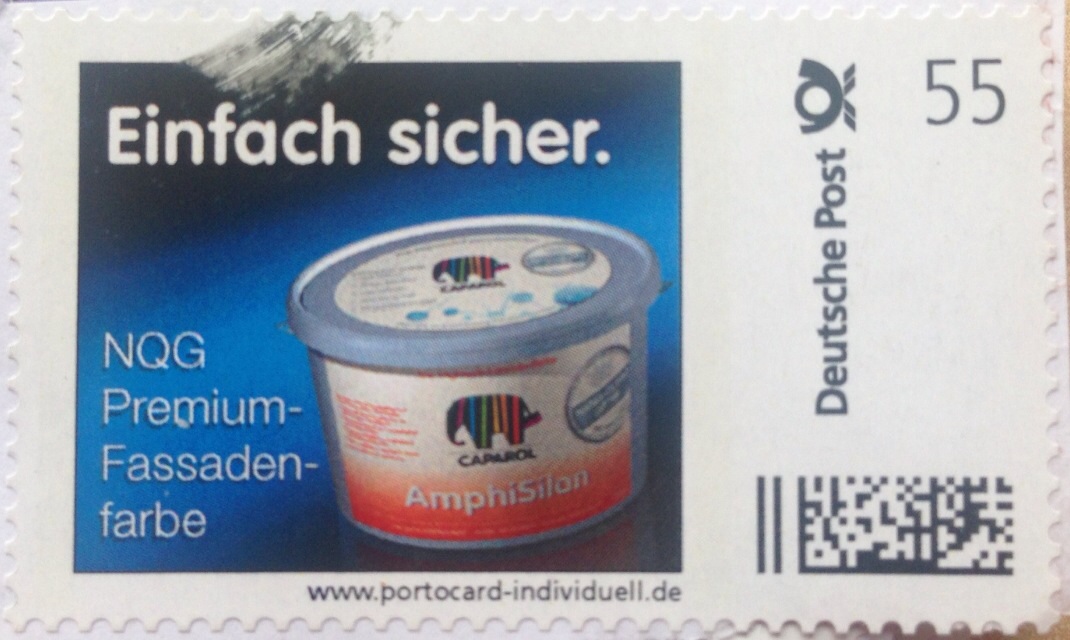 Einfach sicher.
NQG
Premium-
Fassaden-
farbe
CAPAROL
CAPAROL
AmphiSilan
www.portocard-individuell.de
Deutsche Post
55